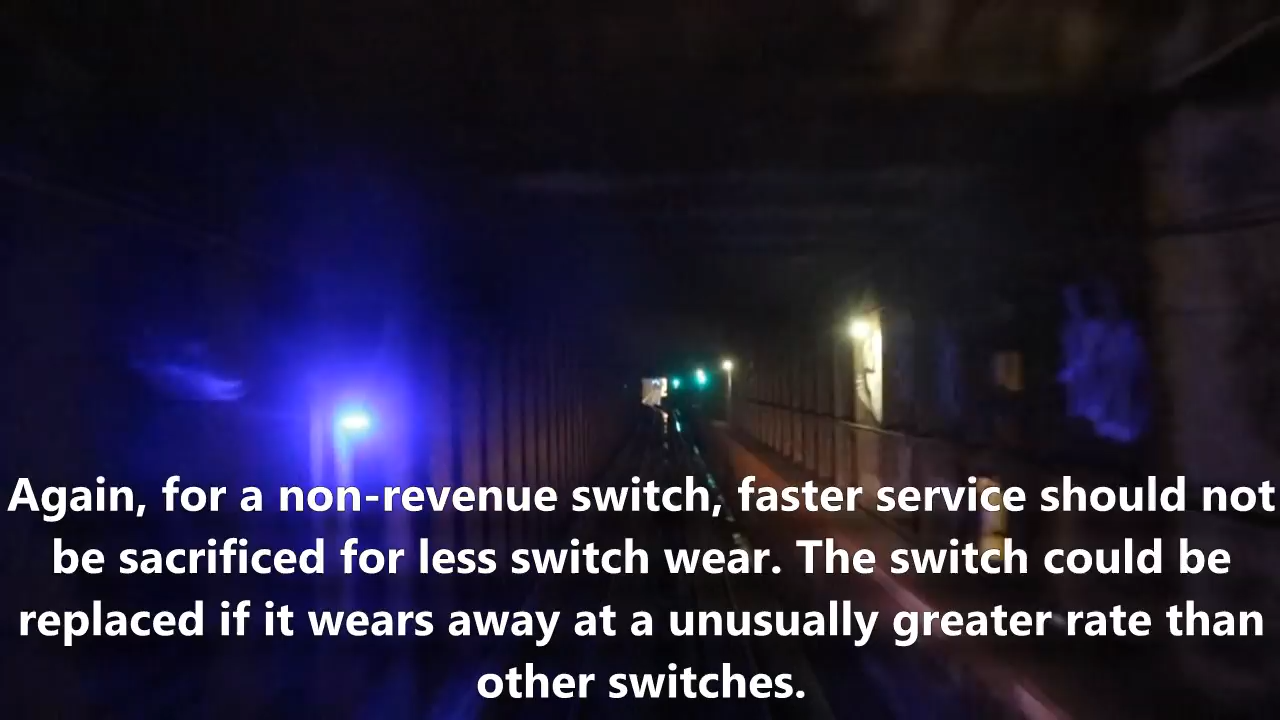 Again, for a non-revenue switch, faster service should not
be sacrificed for less switch wear. The switch could be
replaced if it wears away at a unusually greater rate than
other switches.